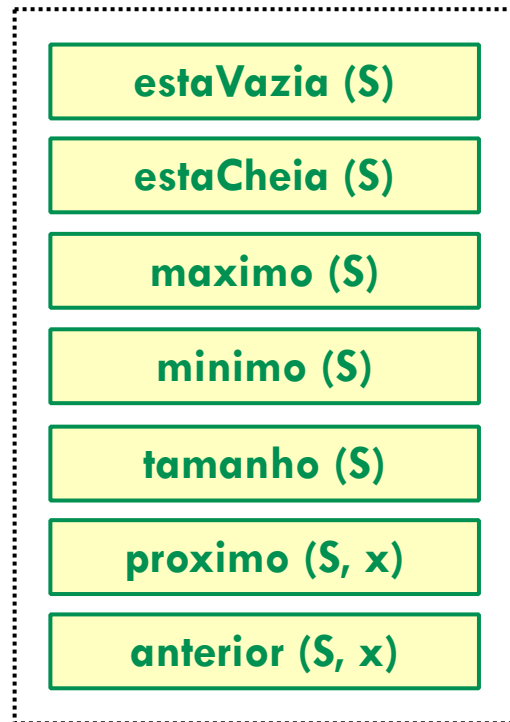 estaVazia (S)
estaCheia (S)
maximo (S)
minimo (S)
tamanho (S)
proximo (S, x)
anterior (S, x)